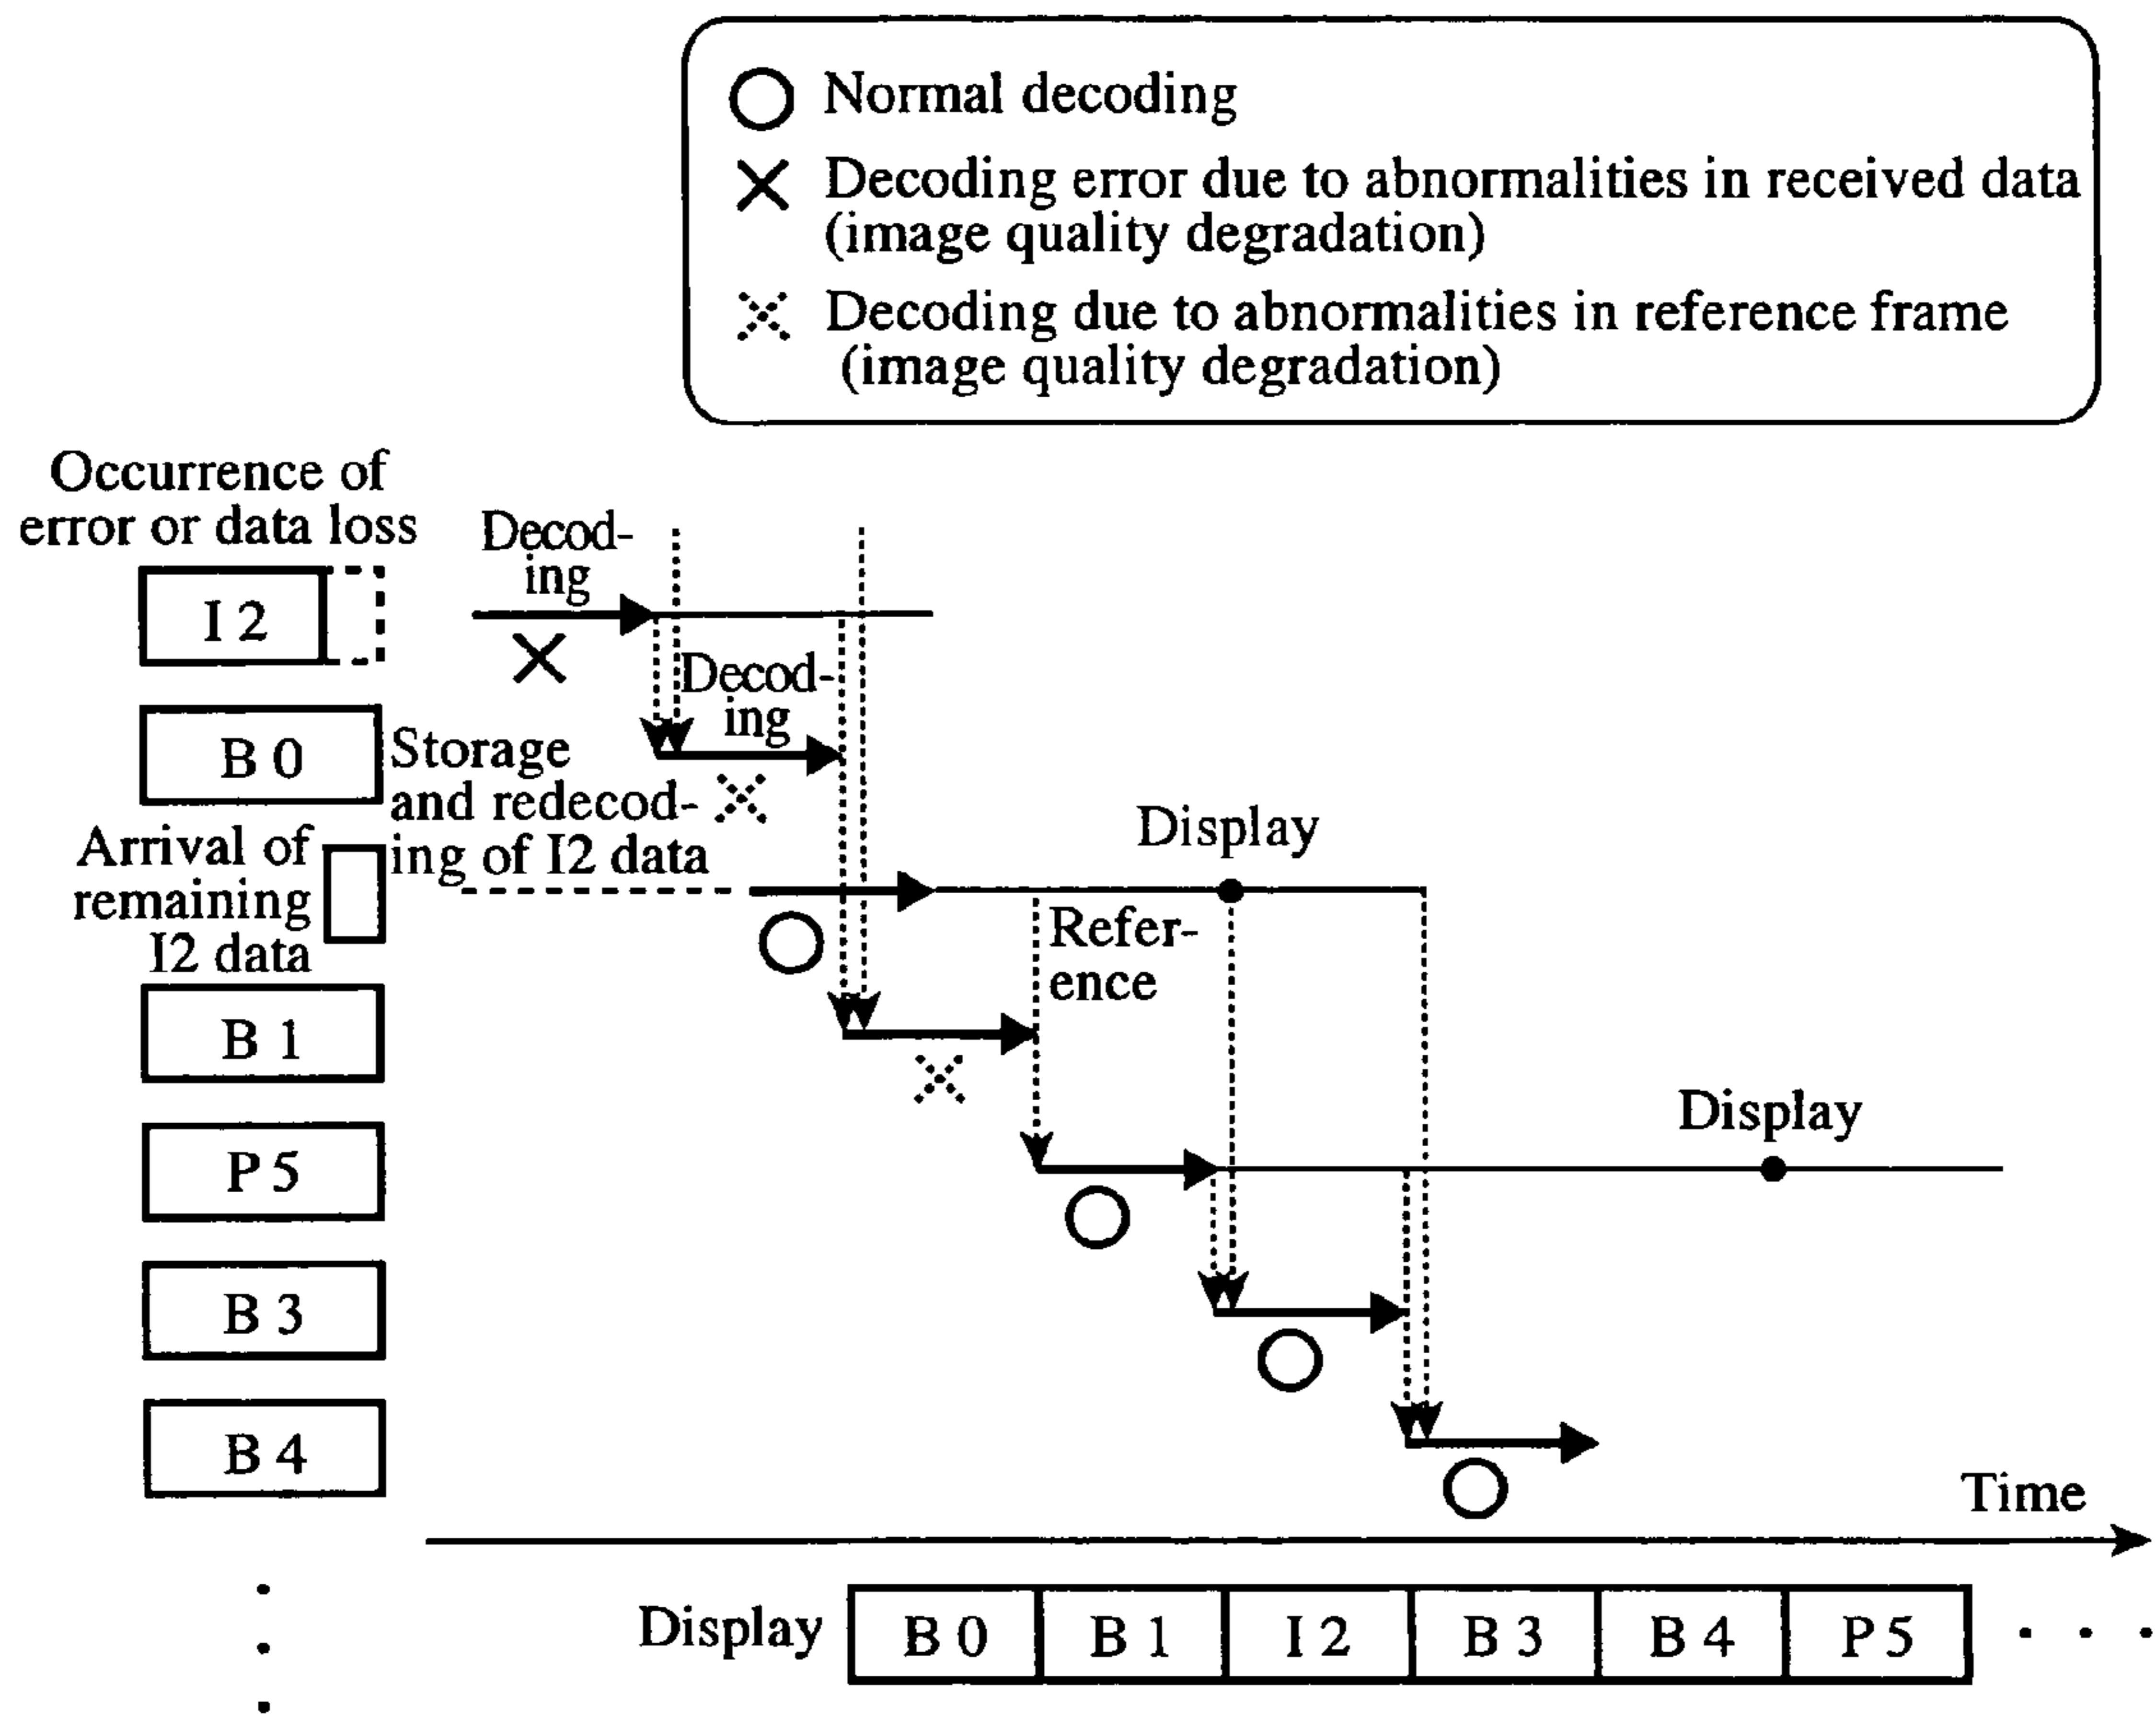 Normal decoding
Decoding error due to abnormalities in received data
(image quality degradation)
Decoding due to abnormalities in reference frame
(image quality degradation)
Occurrence of
error or data loss
Decod-
ing
I 2
Decod-
ing
B 0
Storage
and redecod-
ing of I2 data
Arrival of
remaining
I2 data
Display
Refer-
ence
B 1
Display
P 5
B 3
B 4
Time
Display
B 0
B 1
I 2
B 3
B 4
P 5